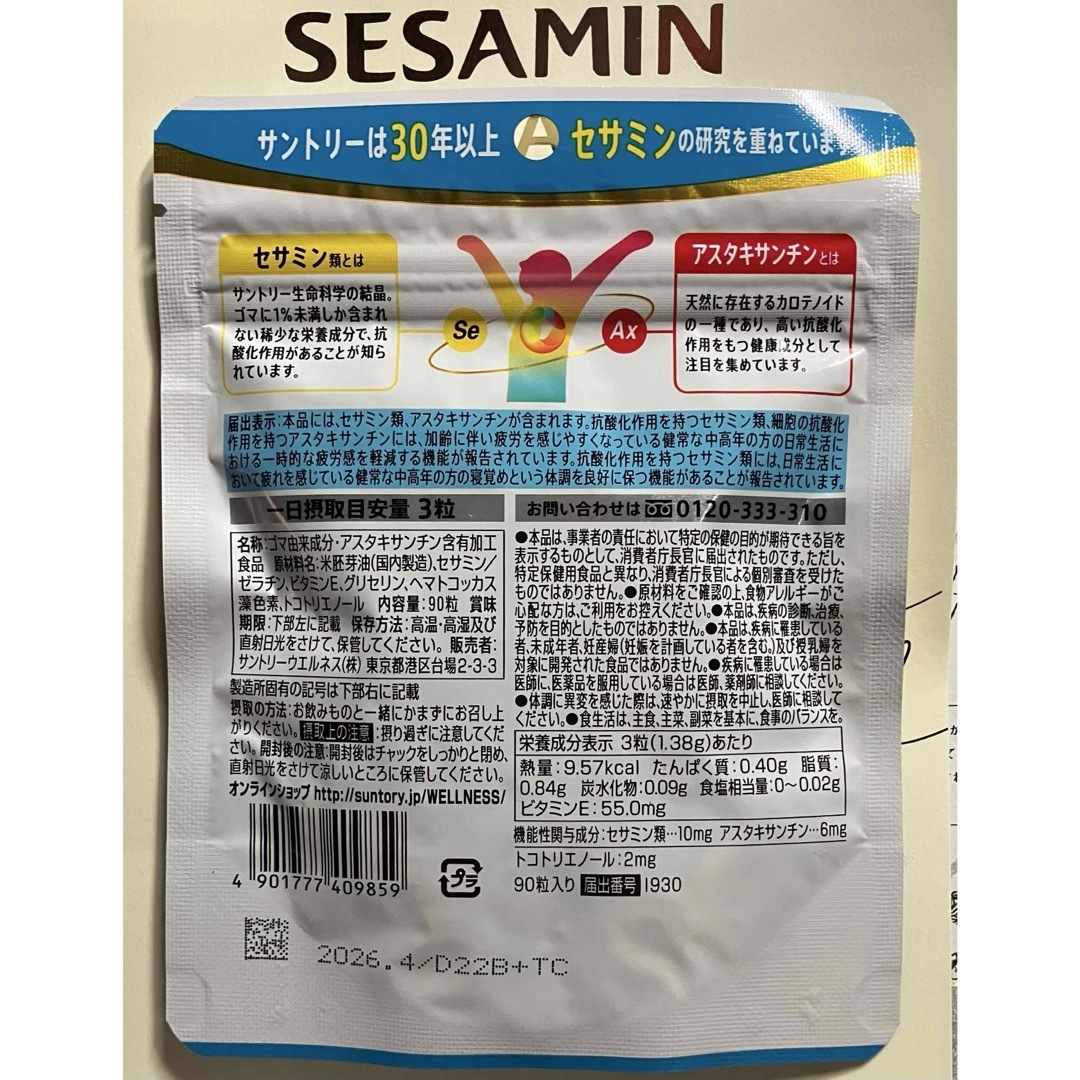 SESAMIN
サントリーは30年以上 セサミンの研究を重ねていま
セサミン類とは
サントリー生命科学の結晶。
ゴマに1%未満しか含まれ
ない稀少な栄養成分で、抗
酸化作用があることが知ら
れています。
Se
Ax
アスタキサンチンとは
天然に存在するカロテノイド
の一種であり、高い抗酸化
作用をもつ健康成分として
注目を集めています。
届出表示:本品には、セサミン類、アスタキサンチンが含まれます。抗酸化作用を持つセサミン類、細胞の抗酸化
作用を持つアスタキサンチンには、加齢に伴い疲労を感じやすくなっている健常な中高年の方の日常生活に
おける一時的な疲労感を軽減する機能が報告されています。抗酸化作用を持つセサミン類には、日常生活に
おいて疲れを感じている健常な中高年の方の寝覚めという体調を良好に保つ機能があることが報告されています。
一日摂取目安量 3粒
名称:ゴマ由来成分・アスタキサンチン含有加工
食品 原材料名:米胚芽油(国内製造)、セサミン/
ゼラチン、ビタミンE、グリセリン、ヘマトコッカス
藻色素、トコトリエノール 内容量:90粒 賞味
期限:下部左に記載 保存方法:高温・高湿及び
直射日光をさけて、保管してください。 販売者:
サントリーウエルネス(株) 東京都港区台場2-3-3
製造所固有の記号は下部右に記載
摂取の方法:お飲みものと一緒にかまずにお召し上
がりください。 摂取上の注意:摂り過ぎに注意してくだ
さい。 開封後の注意:開封後はチャックをしっかりと閉め、
直射日光をさけて涼しいところに保管してください。
オンラインショップ http://suntory.jp/WELLNESS/
4 901777 409859
プラ
お問い合わせは 0120-333-310
●本品は、事業者の責任において特定の保健の目的が期待できる旨を
表示するものとして、消費者庁長官に届出されたものです。ただし、
特定保健用食品と異なり、消費者庁長官による個別審査を受けた
ものではありません。●原材料をご確認の上、食物アレルギーがご
心配な方は、ご利用をお控えください。●本品は、疾病の診断、治療、
予防を目的としたものではありません。●本品は、疾病に罹患している
者、未成年者、妊産婦(妊娠を計画している者を含む。)及び授乳婦を
対象に開発された食品ではありません。●疾病に罹患している場合は
医師に、医薬品を服用している場合は医師、薬剤師に相談してください。
●体調に異変を感じた際は、速やかに摂取を中止し、医師に相談して
ください。●食生活は、主食、主菜、副菜を基本に、食事のバランスを。
栄養成分表示 3粒(1.38g)あたり
熱量:9.57kcal たんぱく質:0.40g 脂質:
0.84g 炭水化物:0.09g 食塩相当量:0〜0.02g
ビタミンE:55.0mg
機能性関与成分:セサミン類…10mg アスタキサンチン…6mg
トコトリエノール:2mg
90粒入り 届出番号 I930
2026.4/D22B+TC